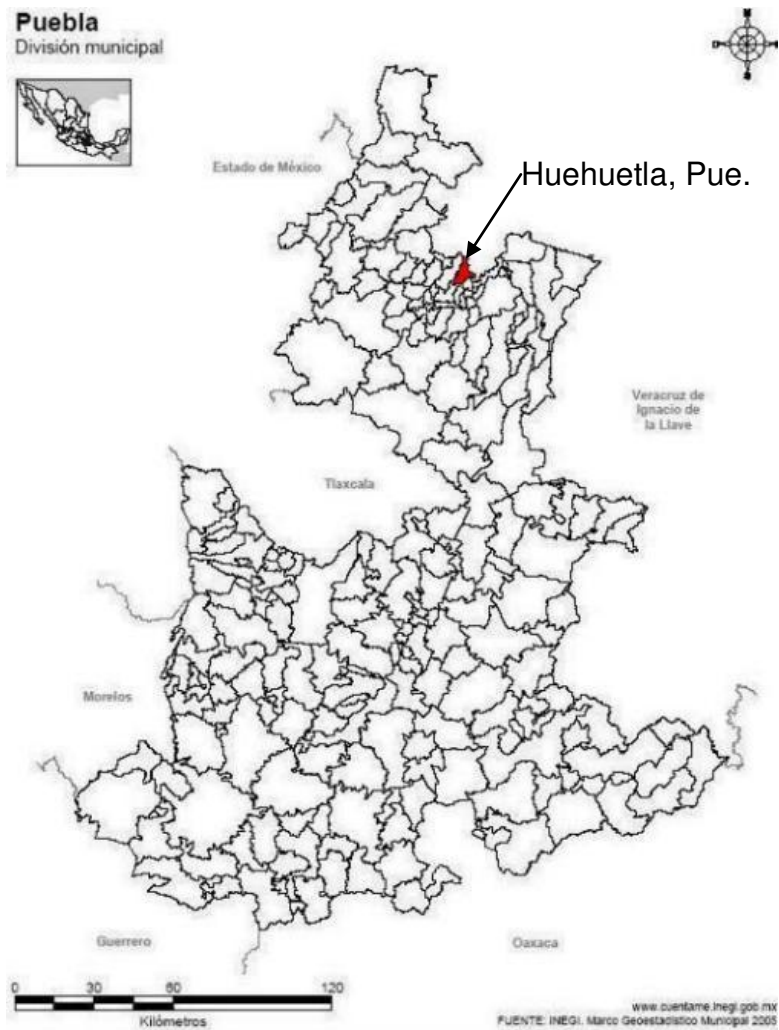 Puebla
División municipal
Estado de México
Huehuetla, Pue.
Veracruz de
Ignacio de
la Llave
Tlaxcala
Morelos
Guerrero
Oaxaca
0 30 60 120
Kilómetros
www.cuentame.inegi.gob.mx
FUENTE: INEGI. Marco Geoestadístico Municipal 2005